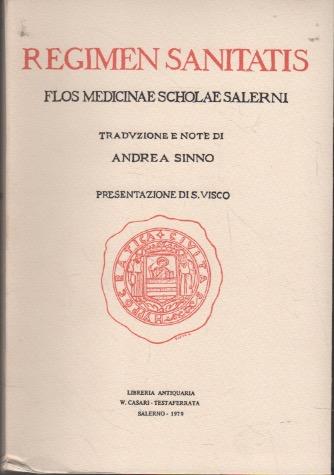 REGIMEN SANITATIS
FLOS MEDICINAE SCHOLAE SALERNI
TRADVZIONE E NOTE DI
ANDREA SINNO
PRESENTAZIONE DI S. VISCO
LIBRERIA ANTIQUARIA
W. CASARI - TESTAFERRATA
SALERNO - 1979